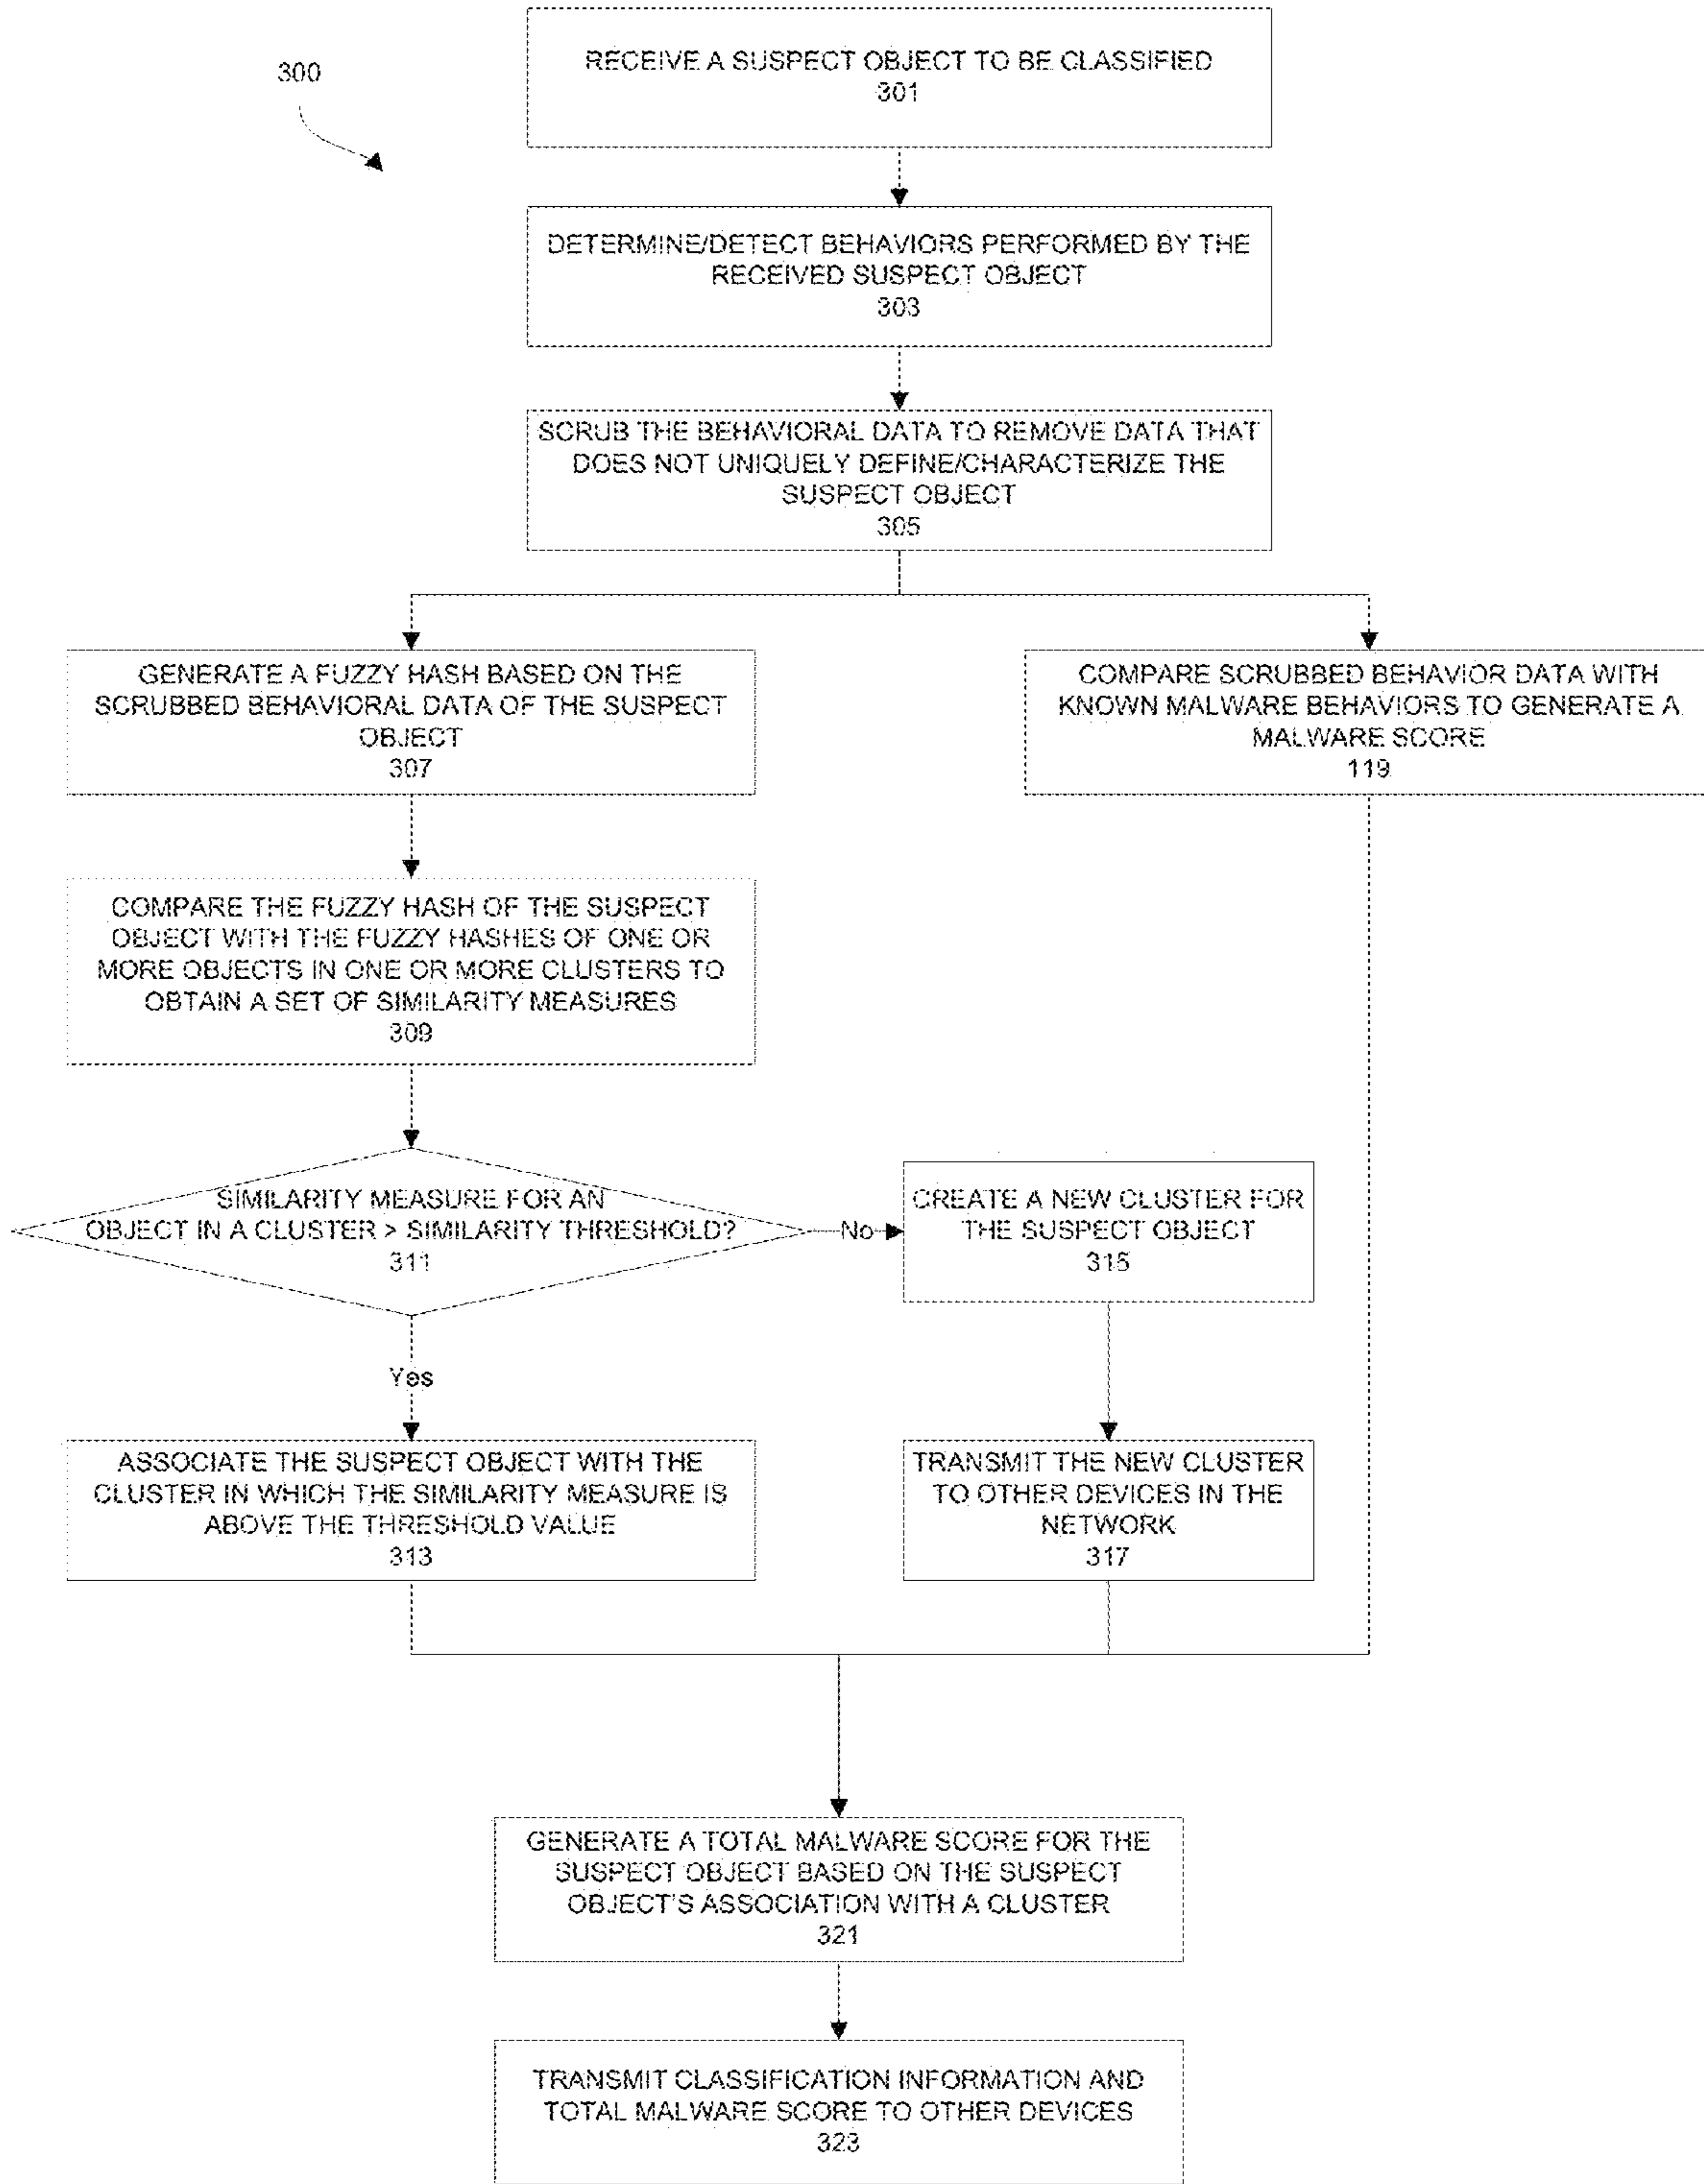 300
RECEIVE A SUSPECT OBJECT TO BE CLASSIFIED
301
DETERMINE/DETECT BEHAVIORS PERFORMED BY THE
RECEIVED SUSPECT OBJECT
303
SCRUB THE BEHAVIORAL DATA TO REMOVE DATA THAT
DOES NOT UNIQUELY DEFINE/CHARACTERIZE THE
SUSPECT OBJECT
305
GENERATE A FUZZY HASH BASED ON THE
SCRUBBED BEHAVIORAL DATA OF THE SUSPECT
OBJECT
307
COMPARE SCRUBBED BEHAVIOR DATA WITH
KNOWN MALWARE BEHAVIORS TO GENERATE A
MALWARE SCORE
119
COMPARE THE FUZZY HASH OF THE SUSPECT
OBJECT WITH THE FUZZY HASHES OF ONE OR
MORE OBJECTS IN ONE OR MORE CLUSTERS TO
OBTAIN A SET OF SIMILARITY MEASURES
309
SIMILARITY MEASURE FOR AN
OBJECT IN A CLUSTER > SIMILARITY THRESHOLD?
311
No
CREATE A NEW CLUSTER FOR
THE SUSPECT OBJECT
315
Yes
ASSOCIATE THE SUSPECT OBJECT WITH THE
CLUSTER IN WHICH THE SIMILARITY MEASURE IS
ABOVE THE THRESHOLD VALUE
313
TRANSMIT THE NEW CLUSTER
TO OTHER DEVICES IN THE
NETWORK
317
GENERATE A TOTAL MALWARE SCORE FOR THE
SUSPECT OBJECT BASED ON THE SUSPECT
OBJECT'S ASSOCIATION WITH A CLUSTER
321
TRANSMIT CLASSIFICATION INFORMATION AND
TOTAL MALWARE SCORE TO OTHER DEVICES
323